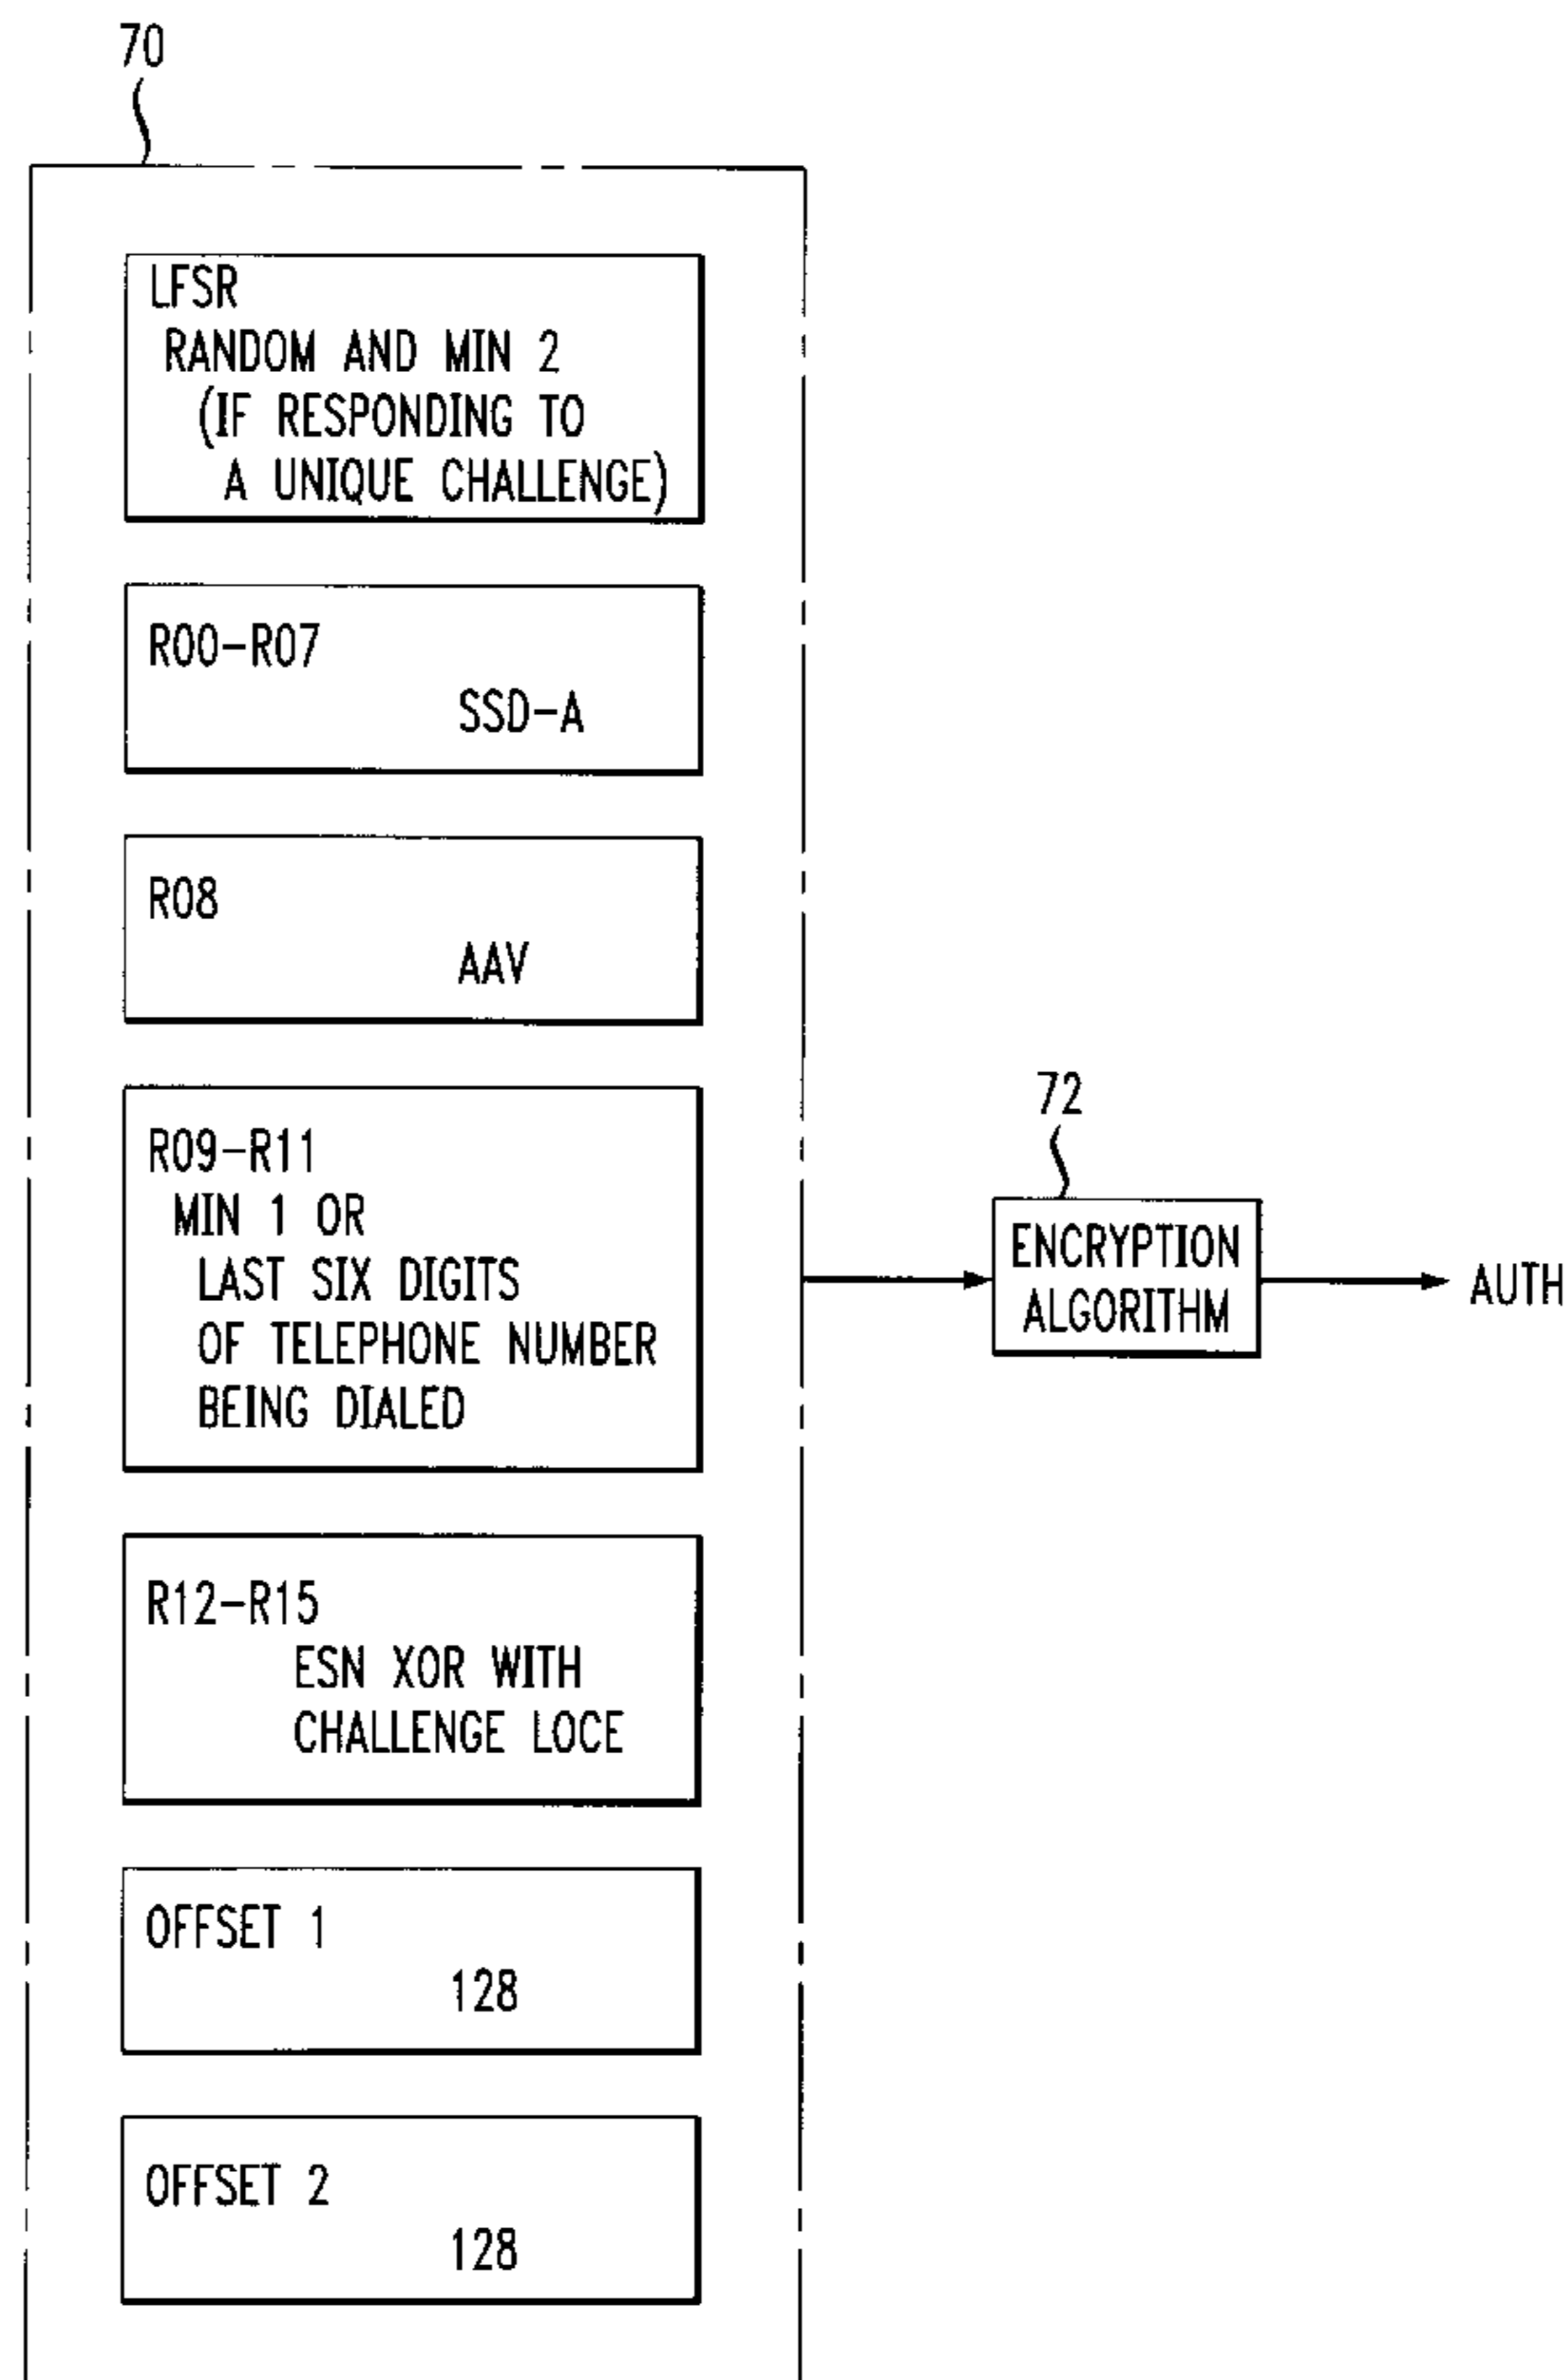 70
LFSR
RANDOM AND MIN 2
(IF RESPONDING TO
A UNIQUE CHALLENGE)
R00-R07
SSD-A
R08
AAV
R09-R11
MIN 1 OR
LAST SIX DIGITS
OF TELEPHONE NUMBER
BEING DIALED
R12-R15
ESN XOR WITH
CHALLENGE LOCE
OFFSET 1
128
OFFSET 2
128
72
ENCRYPTION
ALGORITHM
AUTH